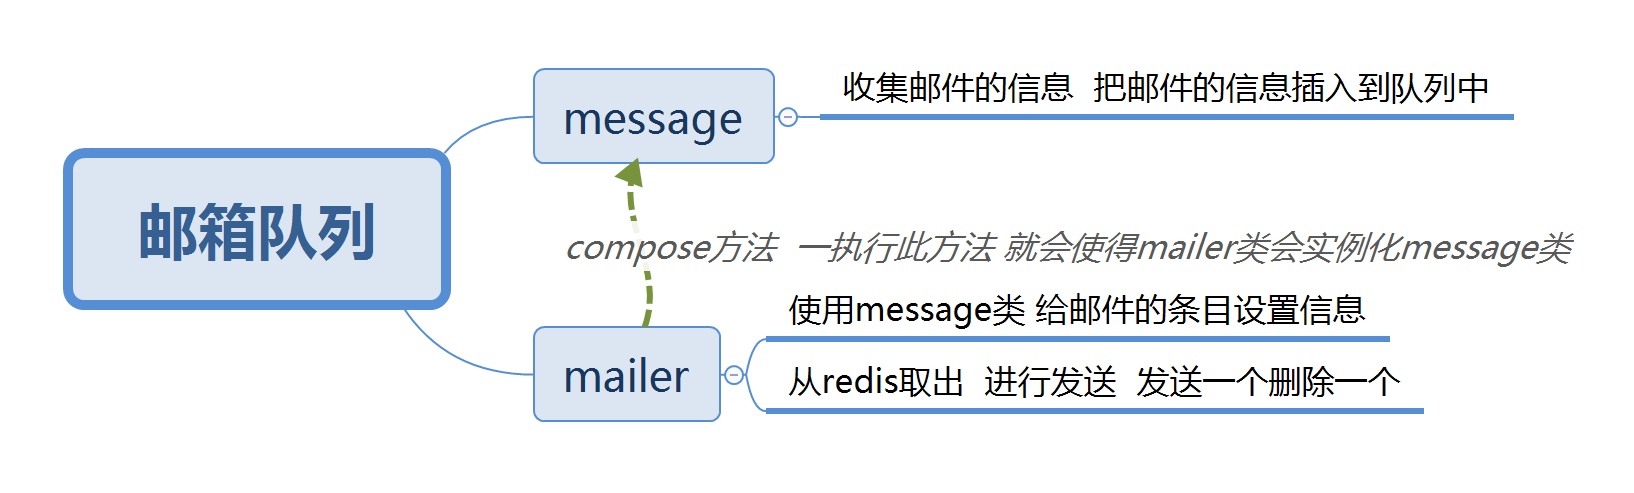 邮箱队列
message
收集邮件的信息  把邮件的信息插入到队列中
compose方法  一执行此方法 就会使得mailer类会实例化message类
mailer
使用message类 给邮件的条目设置信息
从redis取出  进行发送  发送一个删除一个